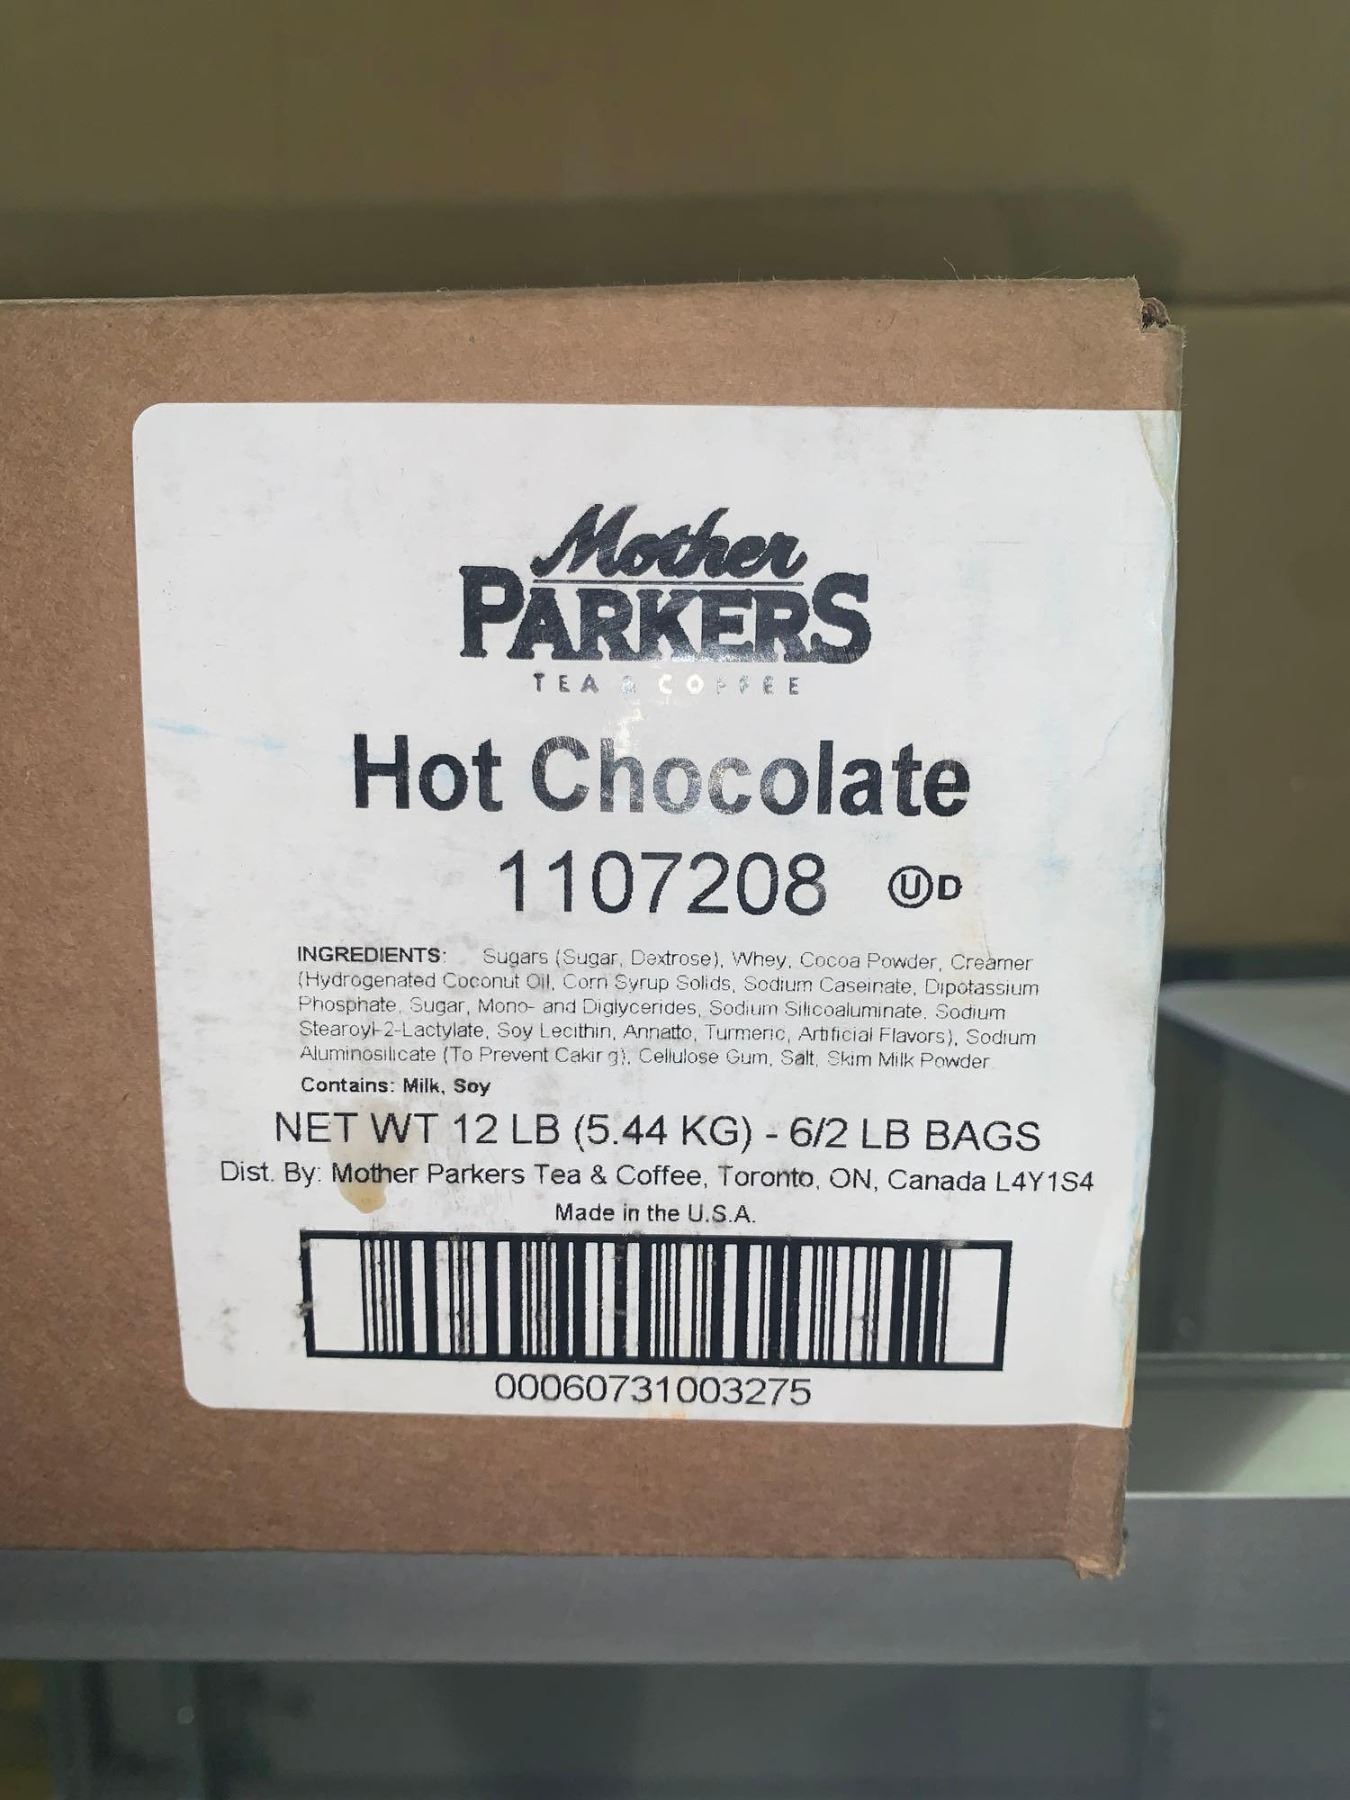 Mother
PARKERS
TEA & COFFEE
Hot Chocolate
1107208 Ⓤ D
INGREDIENTS: Sugars (Sugar, Dextrose), Whey, Cocoa Powder, Creamer
(Hydrogenated Coconut Oil, Corn Syrup Solids, Sodium Caseinate, Dipotassium
Phosphate, Sugar, Mono- and Diglycerides, Sodium Silicoaluminate, Sodium
Stearoyl-2-Lactylate, Soy Lecithin, Annatto, Turmeric, Artificial Flavors), Sodium
Aluminosilicate (To Prevent Caking), Cellulose Gum, Salt, Skim Milk Powder
Contains: Milk, Soy
NET WT 12 LB (5.44 KG) - 6/2 LB BAGS
Dist. By: Mother Parkers Tea & Coffee, Toronto, ON, Canada L4Y1S4
Made in the U.S.A.
00060731003275